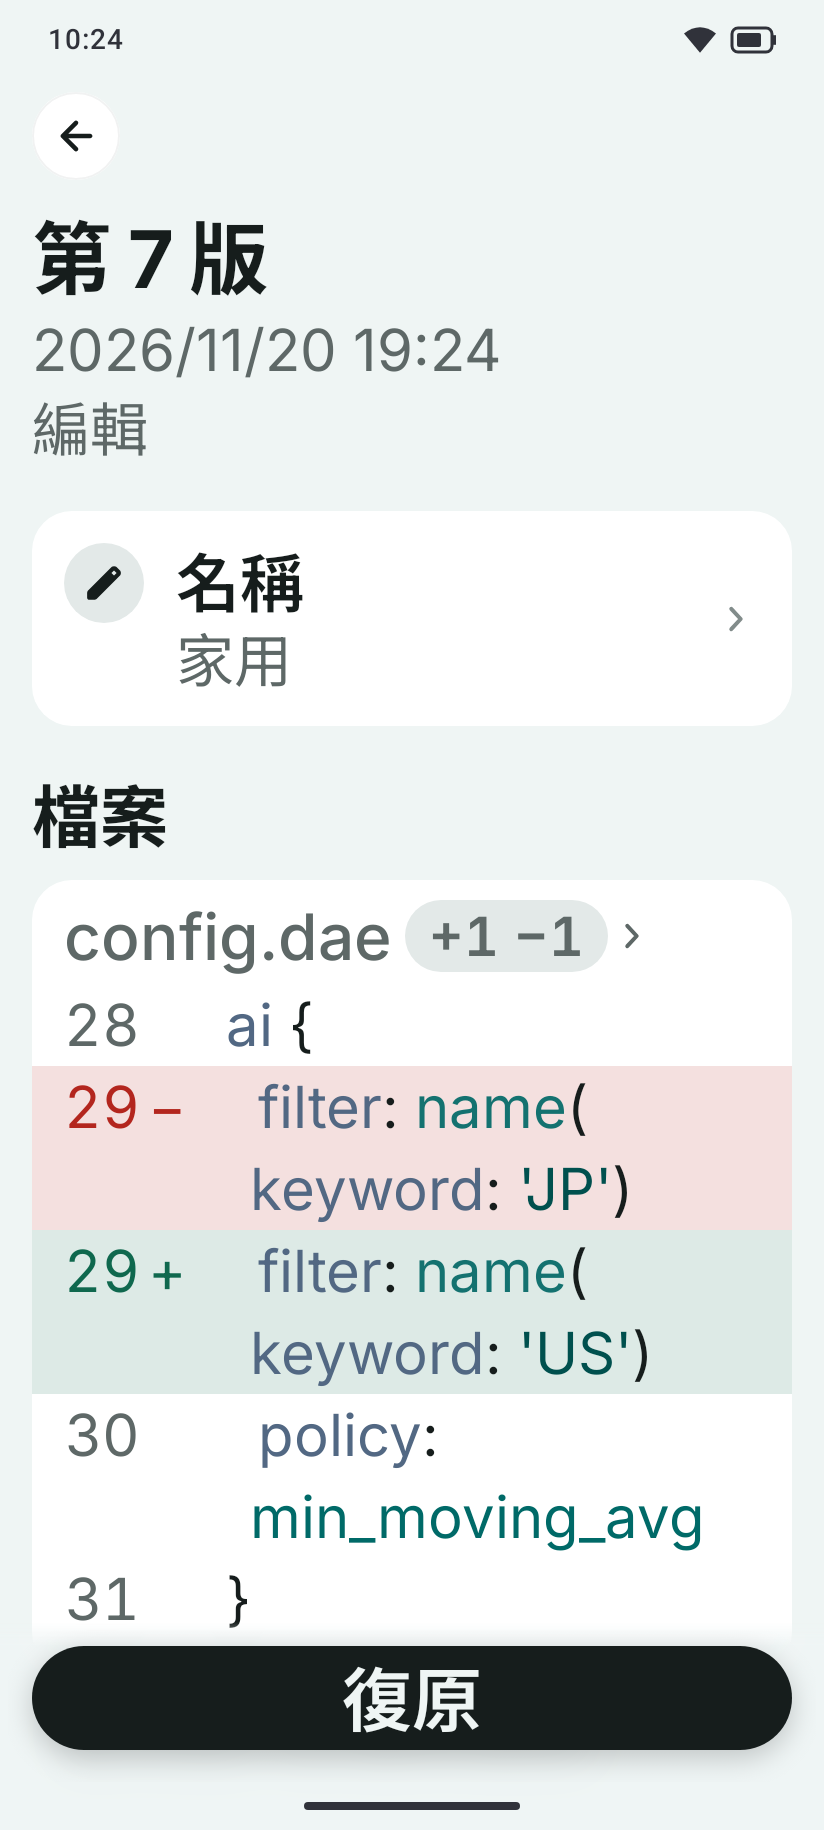 10:24
第 7 版
2026/11/20 19:24
編輯
名稱
家用
檔案
config.dae +1 −1
28 ai {
29 − filter: name(
keyword: 'JP')
29 + filter: name(
keyword: 'US')
30 policy:
min_moving_avg
31 }
復原